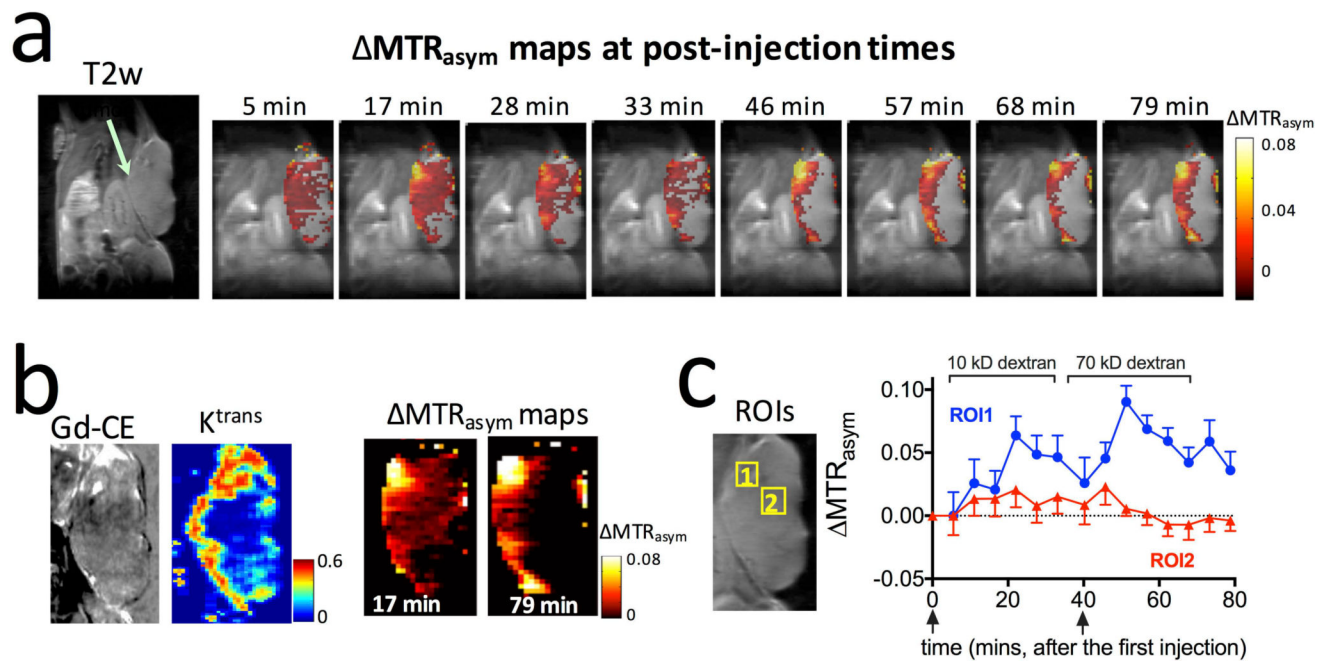 a
ΔMTRasym maps at post-injection times
T2w
5 min 17 min 28 min 33 min 46 min 57 min 68 min 79 min
ΔMTRasym
0.08
0.04
0
b
Gd-CE
Ktrans
0.6
0
ΔMTRasym maps
17 min
79 min
ΔMTRasym
0.08
0
c
ROIs
1
2
10 kD dextran 70 kD dextran
ROI1
ROI2
ΔMTRasym
0.10
0.05
0.00
-0.05
0 20 40 60 80
time (mins, after the first injection)